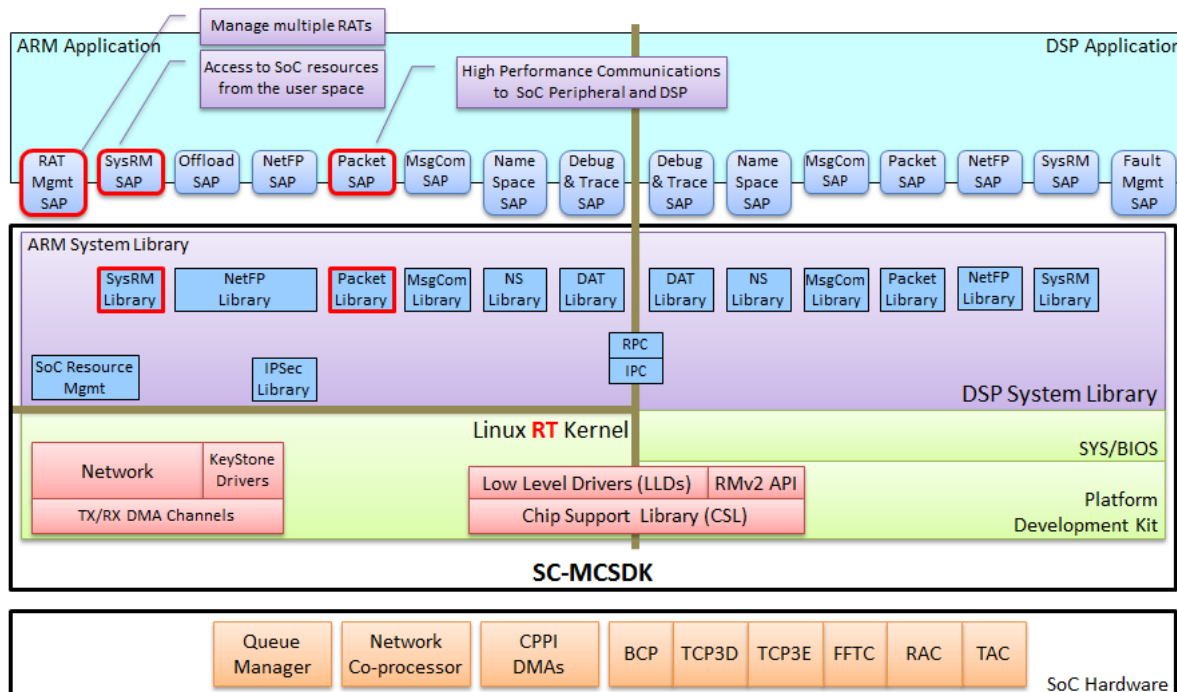 Manage multiple RATs
ARM Application
DSP Application
Access to SoC resources
from the user space
High Performance Communications
to SoC Peripheral and DSP
RAT
Mgmt
SAP
SysRM
SAP
Offload
SAP
NetFP
SAP
Packet
SAP
MsgCom
SAP
Name
Space
SAP
Debug
& Trace
SAP
Debug
& Trace
SAP
Name
Space
SAP
MsgCom
SAP
Packet
SAP
NetFP
SAP
SysRM
SAP
Fault
Mgmt
SAP
ARM System Library
SysRM
Library
NetFP
Library
Packet
Library
MsgCom
Library
NS
Library
DAT
Library
DAT
Library
NS
Library
MsgCom
Library
Packet
Library
NetFP
Library
SysRM
Library
SoC Resource
Mgmt
IPSec
Library
RPC
IPC
DSP System Library
Linux RT Kernel
SYS/BIOS
Network
KeyStone
Drivers
TX/RX DMA Channels
Low Level Drivers (LLDs)
RMv2 API
Chip Support Library (CSL)
Platform
Development Kit
SC-MCSDK
Queue
Manager
Network
Co-processor
CPPI
DMAs
BCP
TCP3D
TCP3E
FFTC
RAC
TAC
SoC Hardware